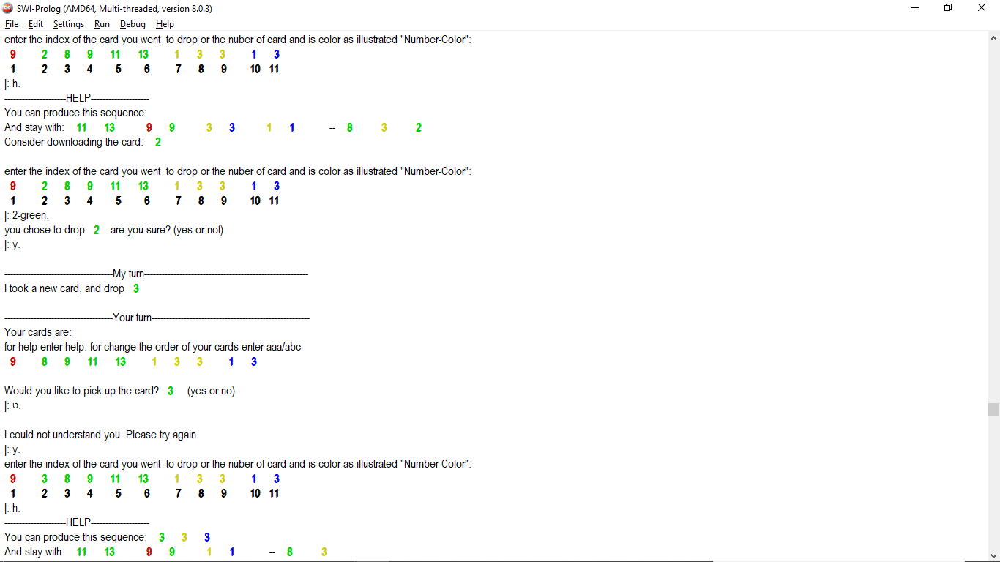 SWI-Prolog (AMD64, Multi-threaded, version 8.0.3)
File Edit Settings Run Debug Help
enter the index of the card you went to drop or the nuber of card and is color as illustrated "Number-Color":
9 2 8 9 11 13 1 3 3 1 3
1 2 3 4 5 6 7 8 9 10 11
|: h.
---------------------HELP--------------------
You can produce this sequence:
And stay with: 11 13 9 9 3 3 1 1 -- 8 3 2
Consider downloading the card: 2
enter the index of the card you went to drop or the nuber of card and is color as illustrated "Number-Color":
9 2 8 9 11 13 1 3 3 1 3
1 2 3 4 5 6 7 8 9 10 11
|: 2-green.
you chose to drop 2 are you sure? (yes or not)
|: y.
-------------------------------------My turn--------------------------------------------------------
I took a new card, and drop 3
-------------------------------------Your turn------------------------------------------------------
Your cards are:
for help enter help. for change the order of your cards enter aaa/abc
9 8 9 11 13 1 3 3 1 3
Would you like to pick up the card? 3 (yes or no)
|: ט.
I could not understand you. Please try again
|: y.
enter the index of the card you went to drop or the nuber of card and is color as illustrated "Number-Color":
9 3 8 9 11 13 1 3 3 1 3
1 2 3 4 5 6 7 8 9 10 11
|: h.
---------------------HELP--------------------
You can produce this sequence: 3 3 3
And stay with: 11 13 9 9 1 1 -- 8 3